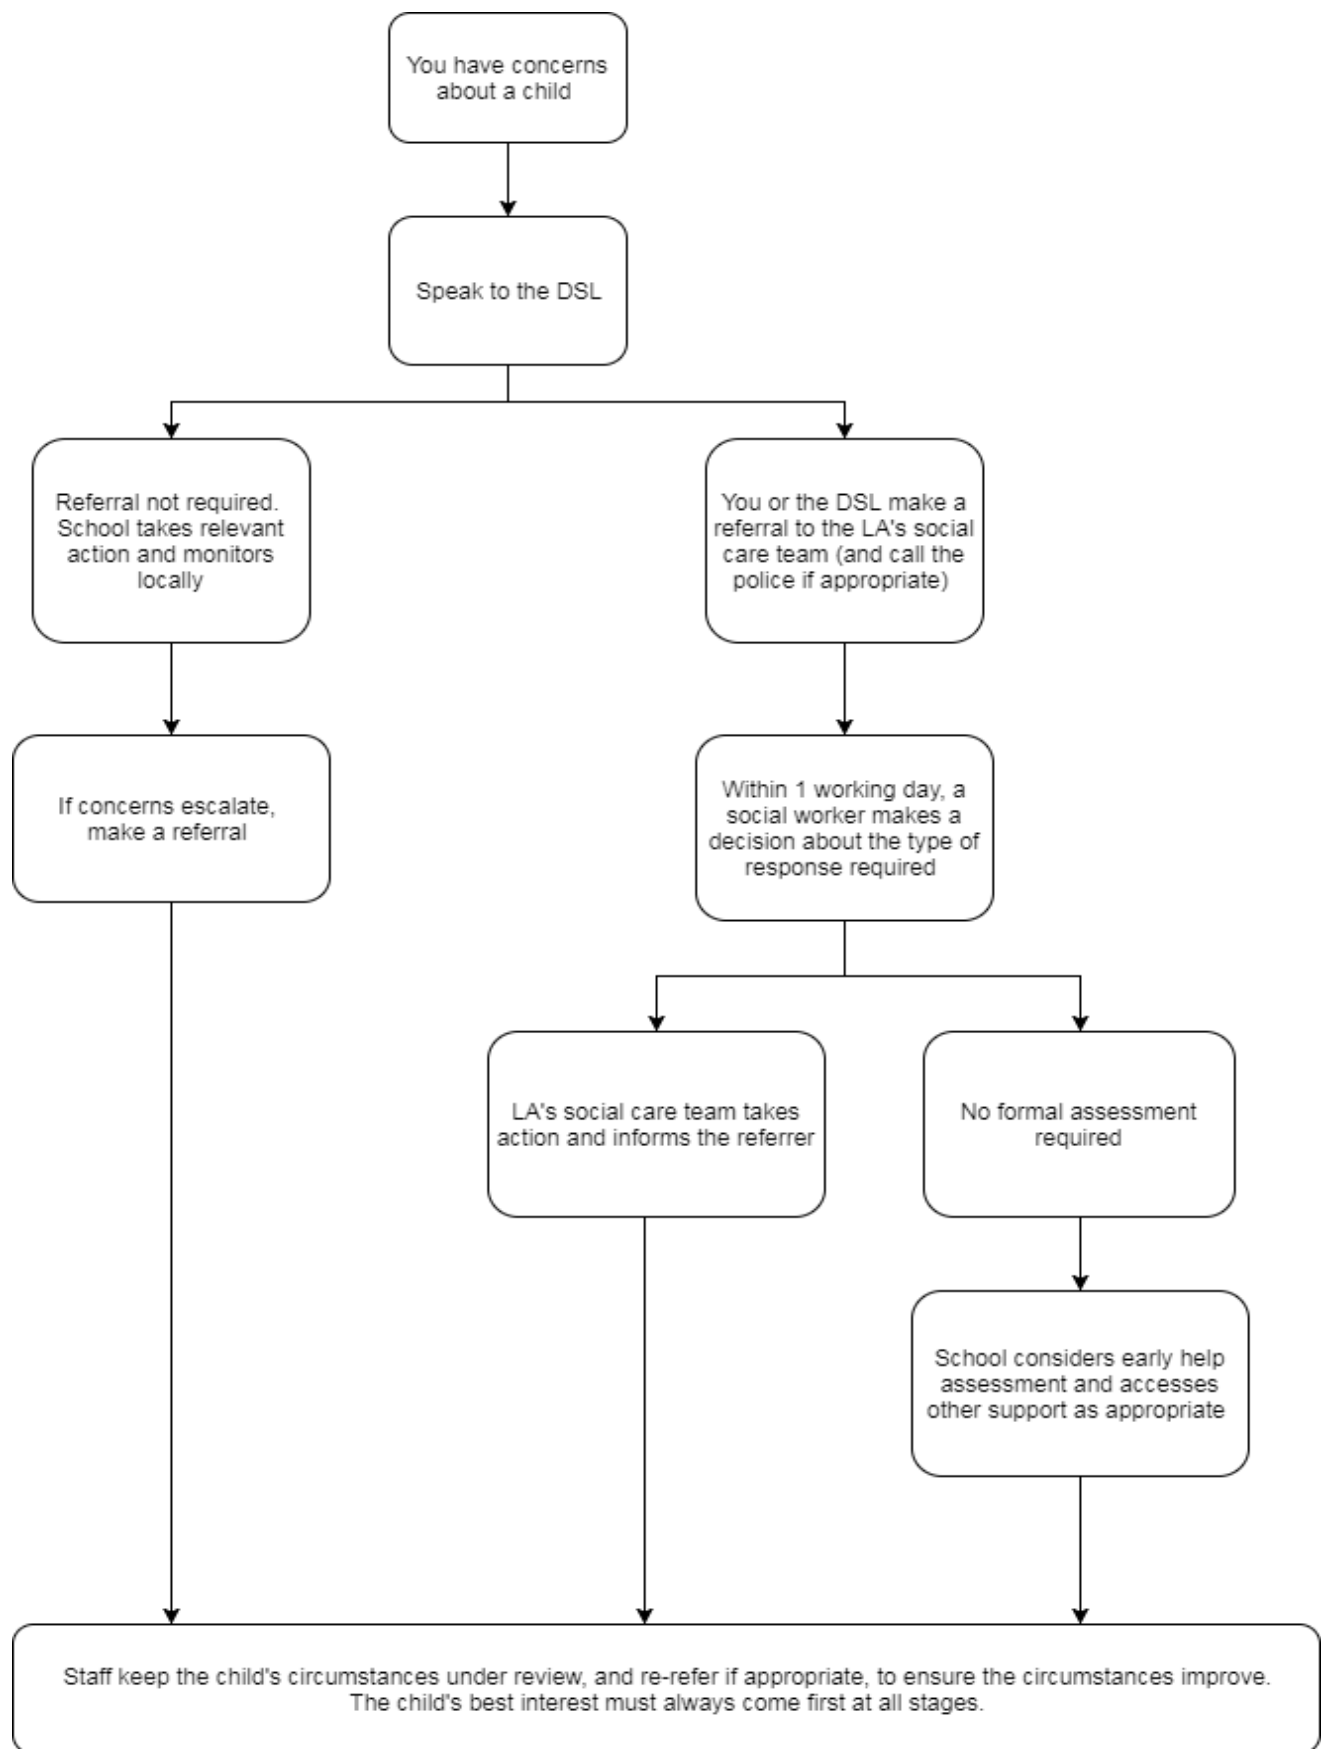 You have concerns
about a child
Speak to the DSL
Referral not required.
School takes relevant
action and monitors
locally
You or the DSL make a
referral to the LA's social
care team (and call the
police if appropriate)
If concerns escalate,
make a referral
Within 1 working day, a
social worker makes a
decision about the type of
response required
LA's social care team takes
action and informs the referrer
No formal assessment
required
School considers early help
assessment and accesses
other support as appropriate
Staff keep the child's circumstances under review, and re-refer if appropriate, to ensure the circumstances improve.
The child's best interest must always come first at all stages.